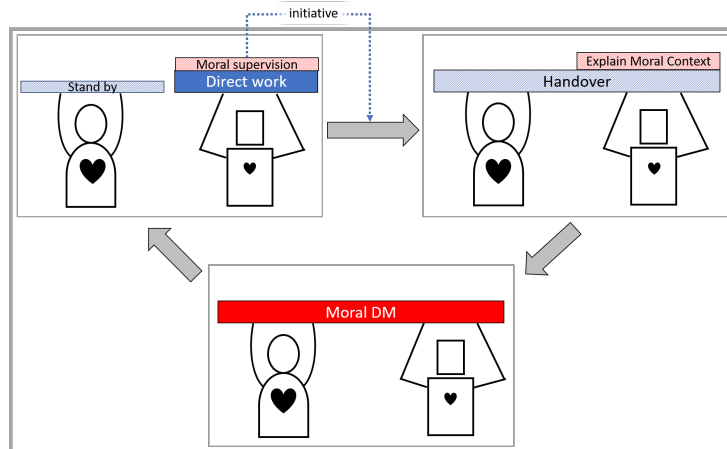 initiative
Moral supervision
Stand by
Direct work
Explain Moral Context
Handover
Moral DM